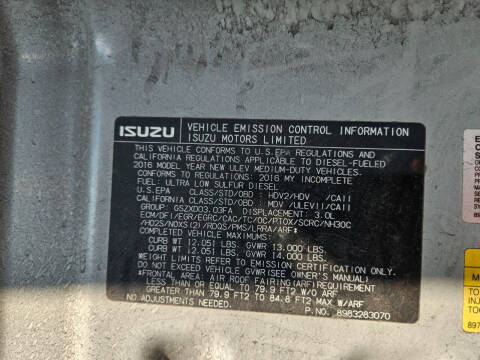 ISUZU VEHICLE EMISSION CONTROL INFORMATION
ISUZU MOTORS LIMITED
THIS VEHICLE CONFORMS TO U.S.EPA REGULATIONS AND
CALIFORNIA REGULATIONS APPLICABLE TO DIESEL-FUELED
2016 MODEL YEAR NEW ULEV MEDIUM-DUTY VEHICLES.
THIS VEHICLE CONFORMS TO REGULATIONS: 2016 MY INCOMPLETE
FUEL: ULTRA LOW SULFUR DIESEL
U.S.EPA CLASS/STD/OBD: HDV2/HDV /CAII
CALIFORNIA CLASS/STD/OBD: MDV /ULEVII/CAII
GROUP: GSZXD03.03FA DISPLACEMENT: 3.0L
ECM/DFI/EGR/EGRC/CAC/TC/OC/PTOX/SCRC/NH3OC
/HO2S/NOXS(2)/RDQS/PMS/LRRA/ARF*
COMPLETED VEHICLE MAXIMUMS:
CURB WT 12.051 LBS. GVWR 13.000 LBS.
CURB WT 12.051 LBS. GVWR 14.000 LBS.
WEIGHT LIMITS REFER TO EMISSION CERTIFICATION ONLY.
DO NOT EXCEED VEHICLE GVWR(SEE OWNER'S MANUAL)
*FRONTAL AREA: AIR ROOF FAIRING(ARF)REQUIREMENT
LESS THAN OR EQUAL TO 79.9 FT2 W/O ARF
GREATER THAN 79.9 FT2 TO 84.8 FT2 MAX W/ARF
NO ADJUSTMENTS NEEDED. P. 8983283070